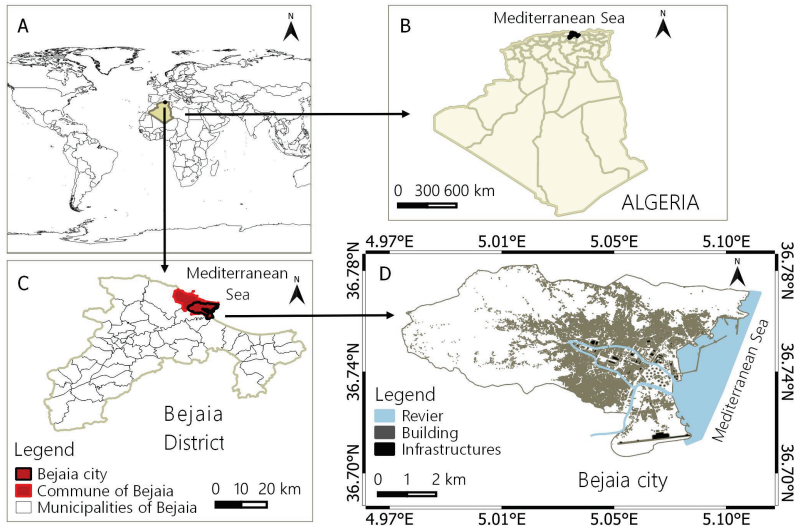 A
N
B
Mediterranean Sea
N
0 300 600 km
ALGERIA
C
Mediterranean
Sea
N
Bejaia
District
Legend
Bejaia city
Commune of Bejaia
Municipalities of Bejaia
0 10 20 km
4.97°E 5.01°E 5.05°E 5.10°E
36.78°N
36.74°N
36.70°N
D
N
Mediterranean Sea
Legend
Revier
Building
Infrastructures
0 1 2 km
Bejaia city
36.78°N
36.74°N
36.70°N
4.97°E 5.01°E 5.05°E 5.10°E